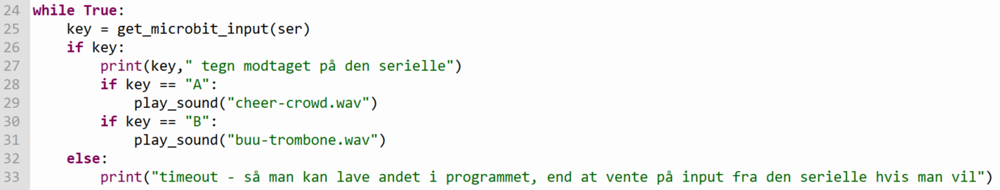 24 while True:
25     key = get_microbit_input(ser)
26     if key:
27         print(key," tegn modtaget på den serielle")
28         if key == "A":
29             play_sound("cheer-crowd.wav")
30         if key == "B":
31             play_sound("buu-trombone.wav")
32     else:
33         print("timeout - så man kan lave andet i programmet, end at vente på input fra den serielle hvis man vil")